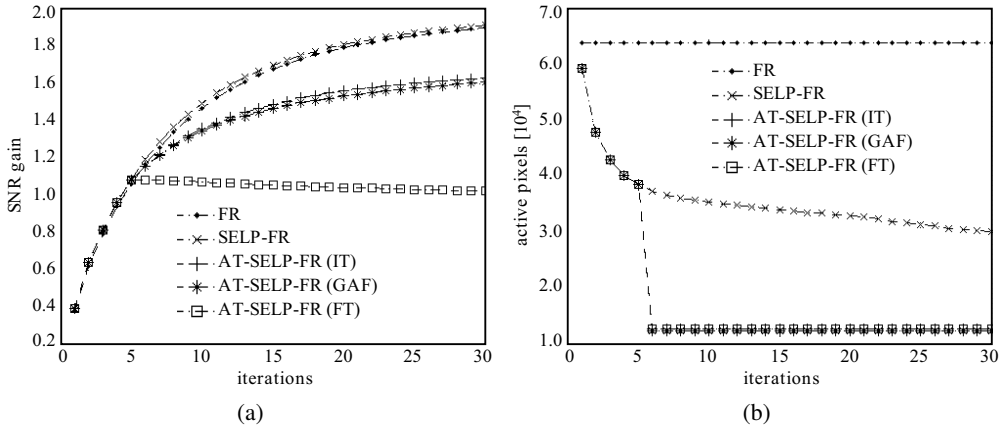 2.0
1.8
1.6
1.4
1.2
1.0
0.8
0.6
0.4
0.2
SNR gain
FR
SELP-FR
AT-SELP-FR (IT)
AT-SELP-FR (GAF)
AT-SELP-FR (FT)
0 5 10 15 20 25 30
iterations
(a)
7.0
6.0
5.0
4.0
3.0
2.0
1.0
active pixels [10⁴]
FR
SELP-FR
AT-SELP-FR (IT)
AT-SELP-FR (GAF)
AT-SELP-FR (FT)
0 5 10 15 20 25 30
iterations
(b)